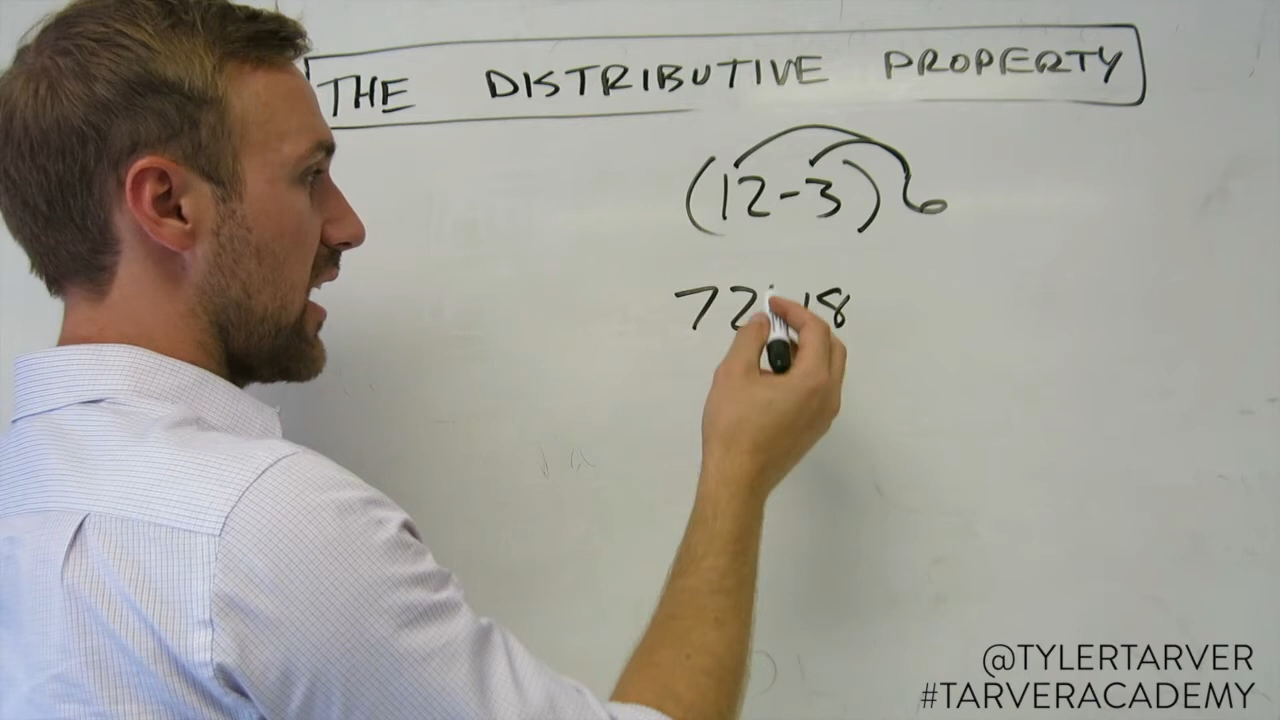 THE DISTRIBUTIVE PROPERTY
(12-3)6
72 18
@TYLERTARVER
#TARVERACADEMY